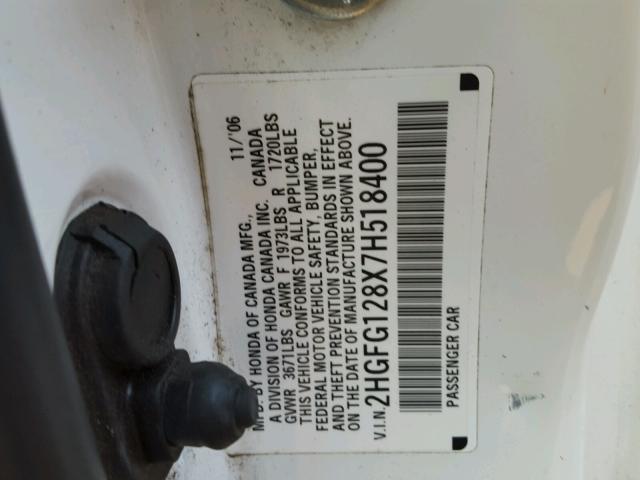 MFD. BY HONDA OF CANADA MFG., 11/'06
A DIVISION OF HONDA CANADA INC. CANADA
GVWR 3671LBS GAWR F 1973LBS R 1720LBS
THIS VEHICLE CONFORMS TO ALL APPLICABLE
FEDERAL MOTOR VEHICLE SAFETY, BUMPER,
AND THEFT PREVENTION STANDARDS IN EFFECT
ON THE DATE OF MANUFACTURE SHOWN ABOVE.
V.I.N. 2HGFG128X7H518400
PASSENGER CAR